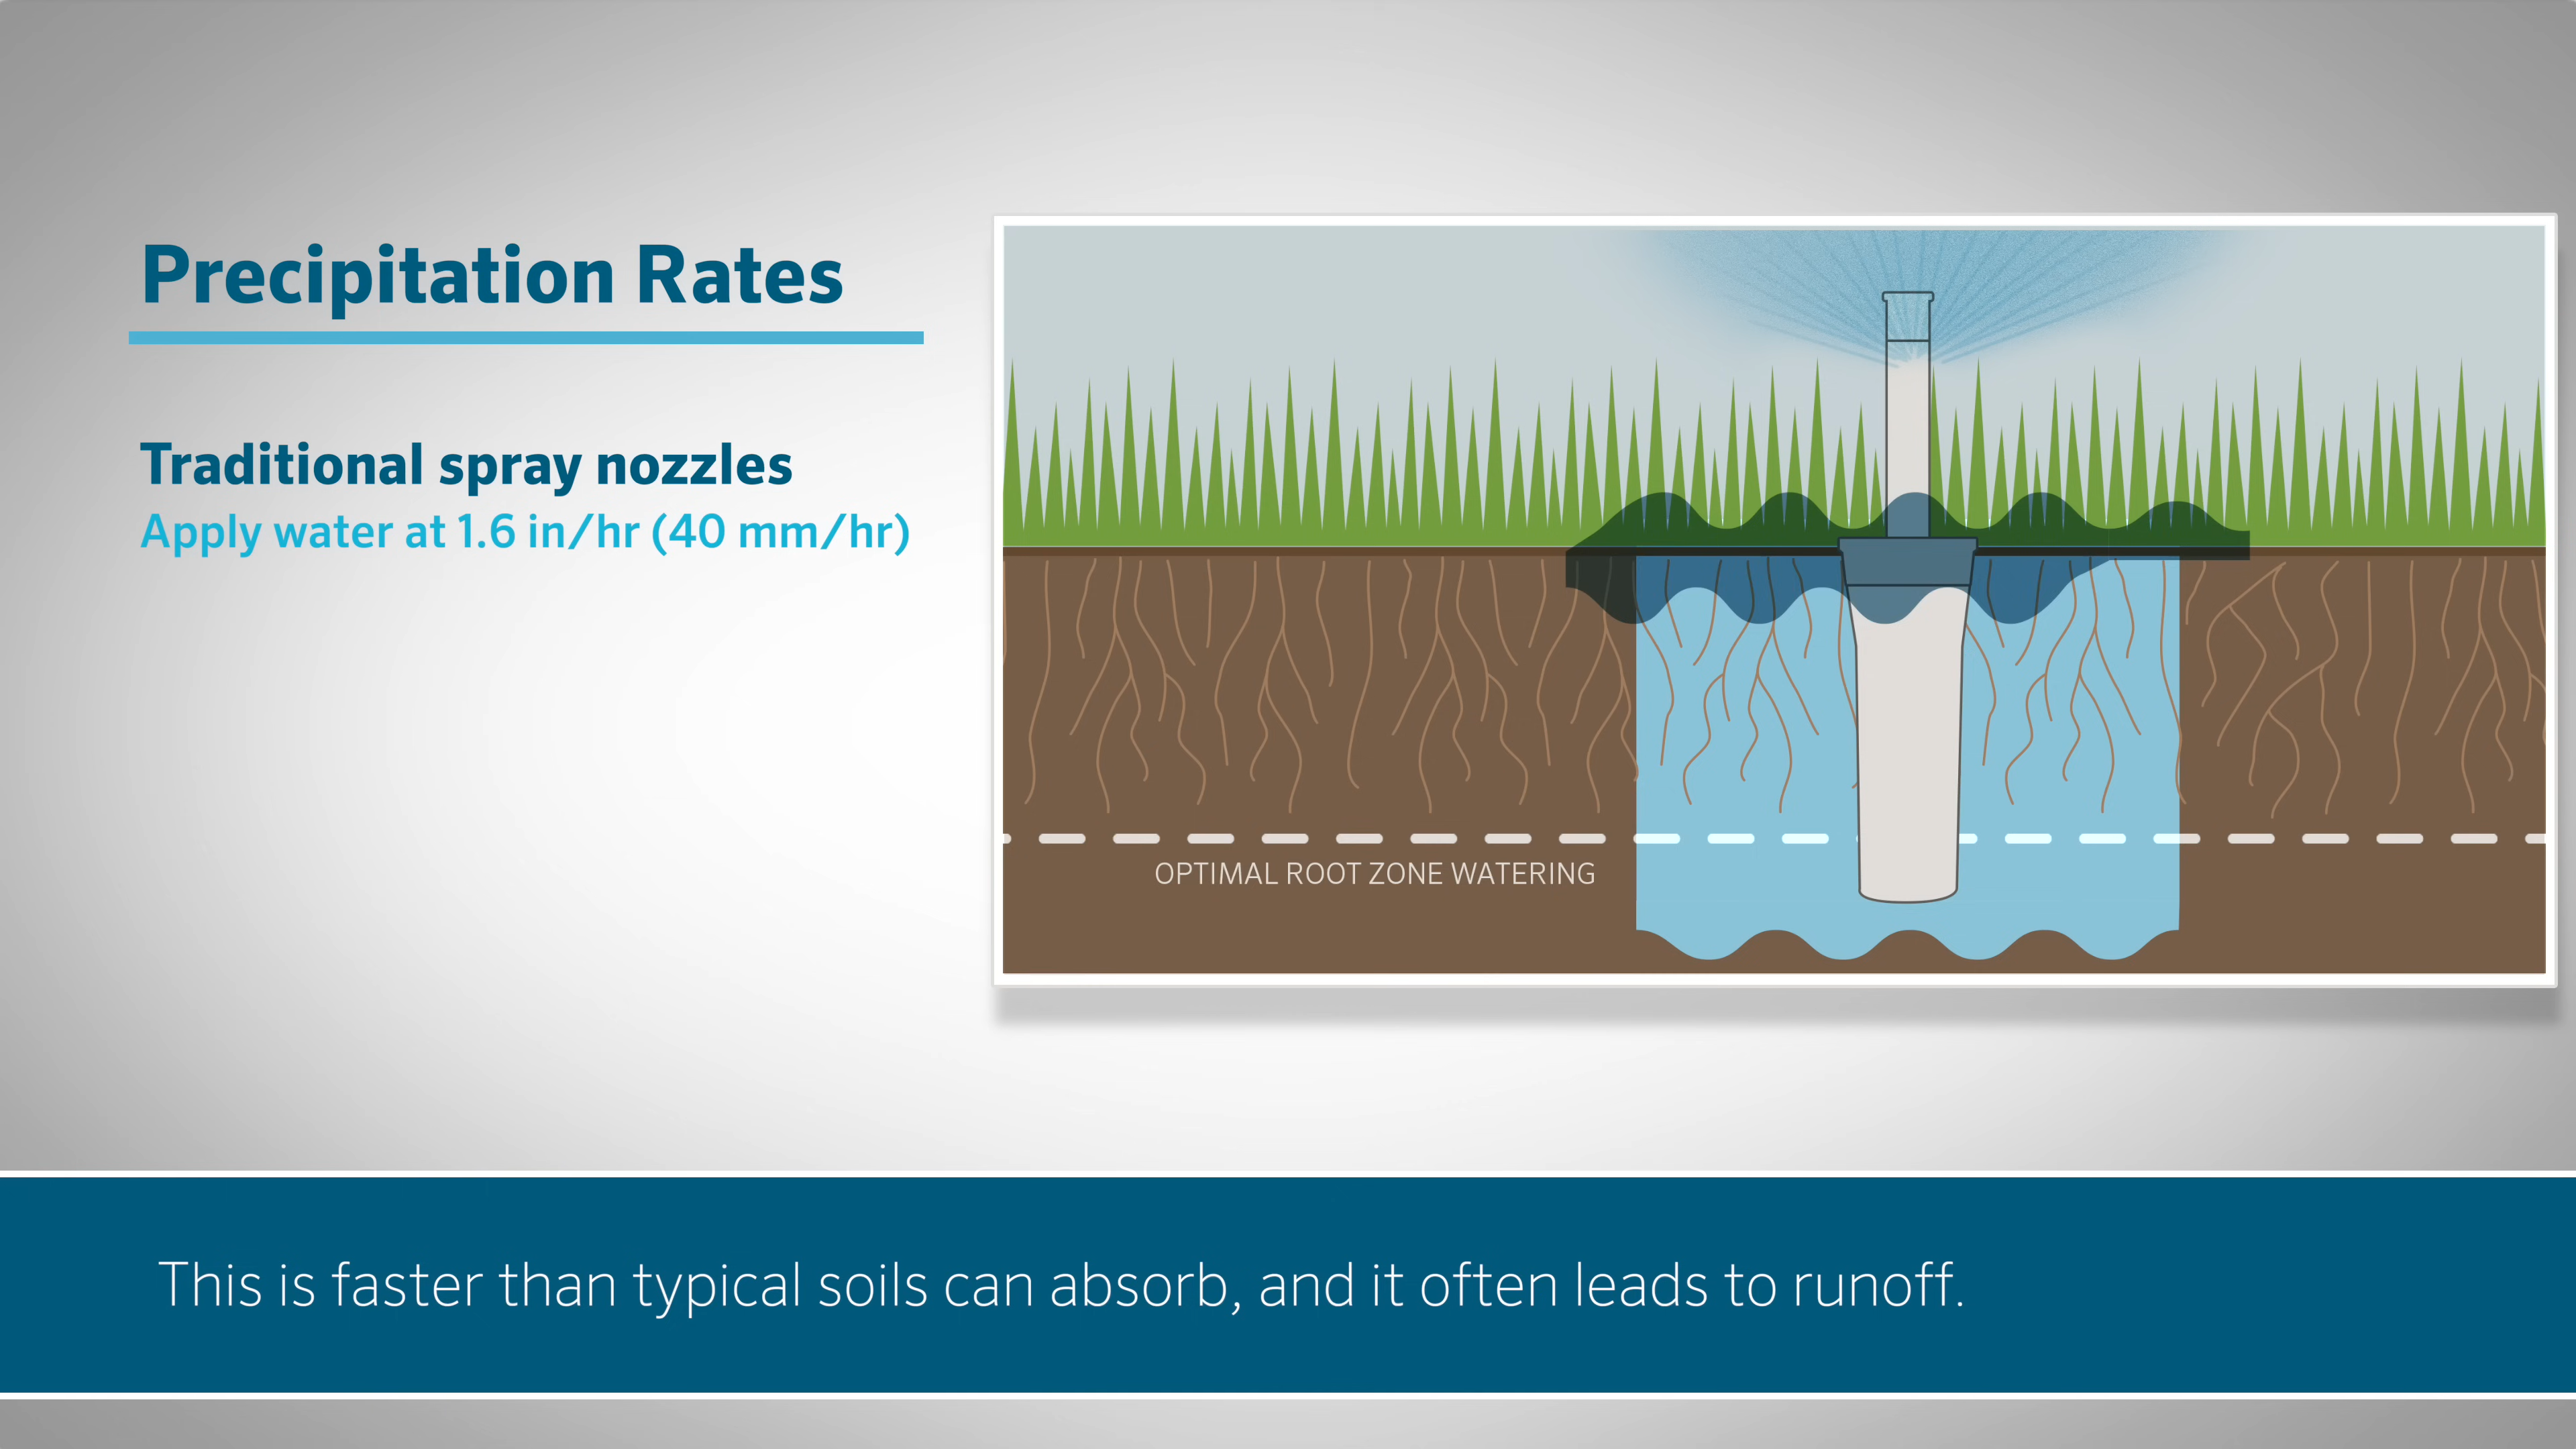 Precipitation Rates
Traditional spray nozzles
Apply water at 1.6 in/hr (40 mm/hr)
OPTIMAL ROOT ZONE WATERING
This is faster than typical soils can absorb, and it often leads to runoff.